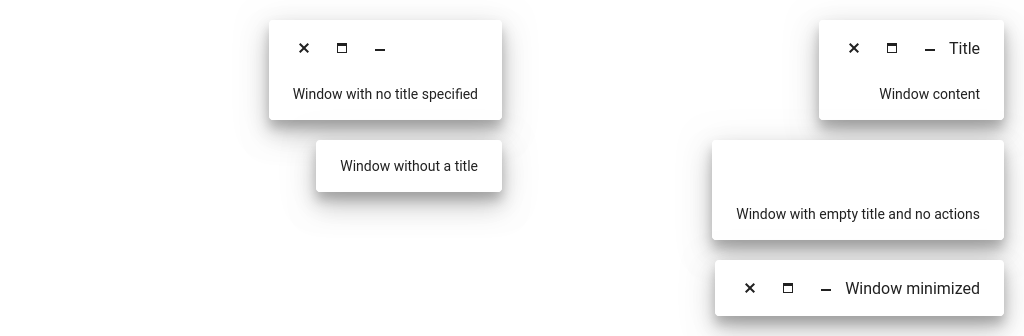 Title
Window content
Window with no title specified
Window with empty title and no actions
Window without a title
Window minimized